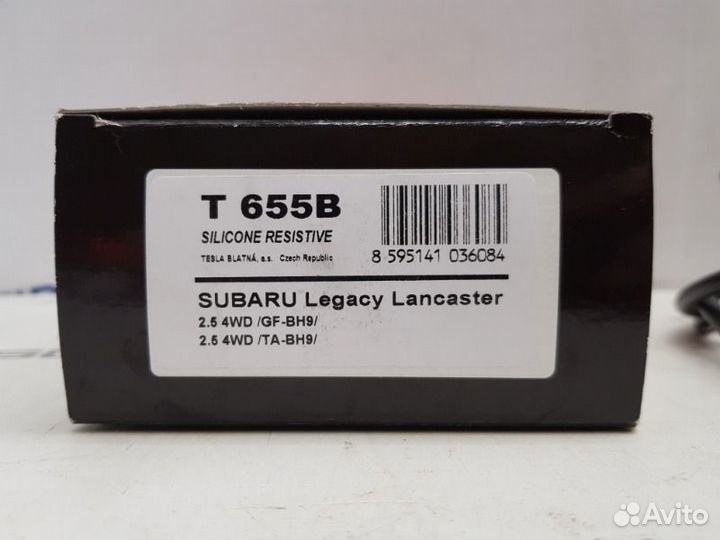 T 655B
SILICONE RESISTIVE
TESLA BLATNÁ, a.s. Czech Republic
8 595141 036084
SUBARU Legacy Lancaster
2.5 4WD /GF-BH9/
2.5 4WD /TA-BH9/
Avito